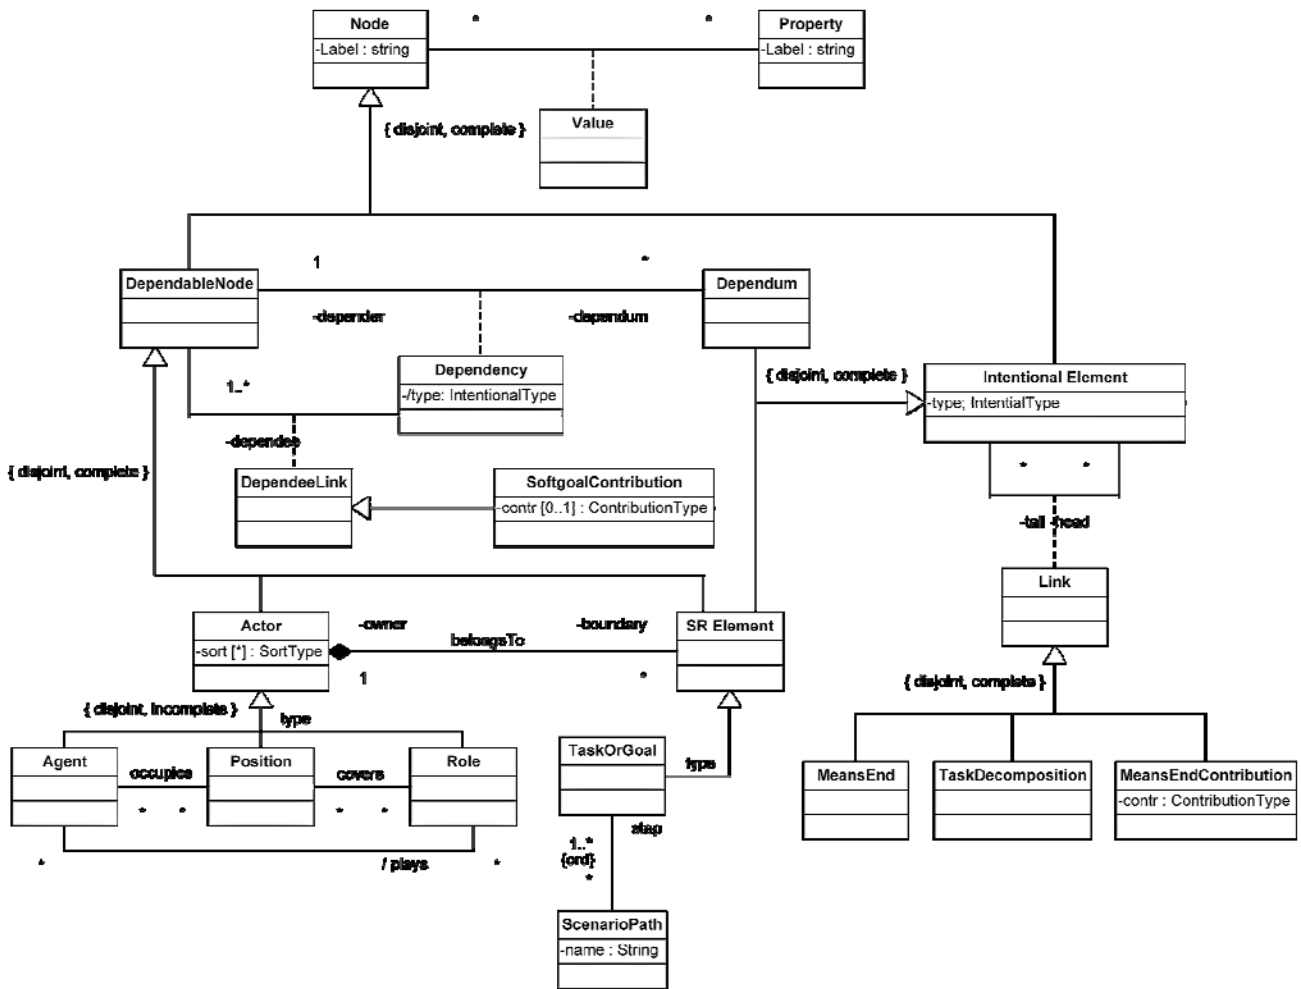 Node
-Label : string
*
*
Property
-Label : string
{ disjoint, complete }
Value
DependableNode
1
*
-depender
-dependum
Dependum
1..*
Dependency
-/type: IntentionalType
{ disjoint, complete }
Intentional Element
-type; IntentialType
-dependee
{ disjoint, complete }
DependeeLink
SoftgoalContribution
-contr [0..1] : ContributionType
*
*
-tail
-head
Link
Actor
-sort [*] : SortType
-owner
belongsTo
-boundary
1
*
SR Element
{ disjoint, complete }
{ disjoint, incomplete }
type
Agent
occupies
*
*
Position
covers
*
*
Role
*
/ plays
*
TaskOrGoal
type
step
1..*
{ord}
*
ScenarioPath
-name : String
MeansEnd
TaskDecomposition
MeansEndContribution
-contr : ContributionType